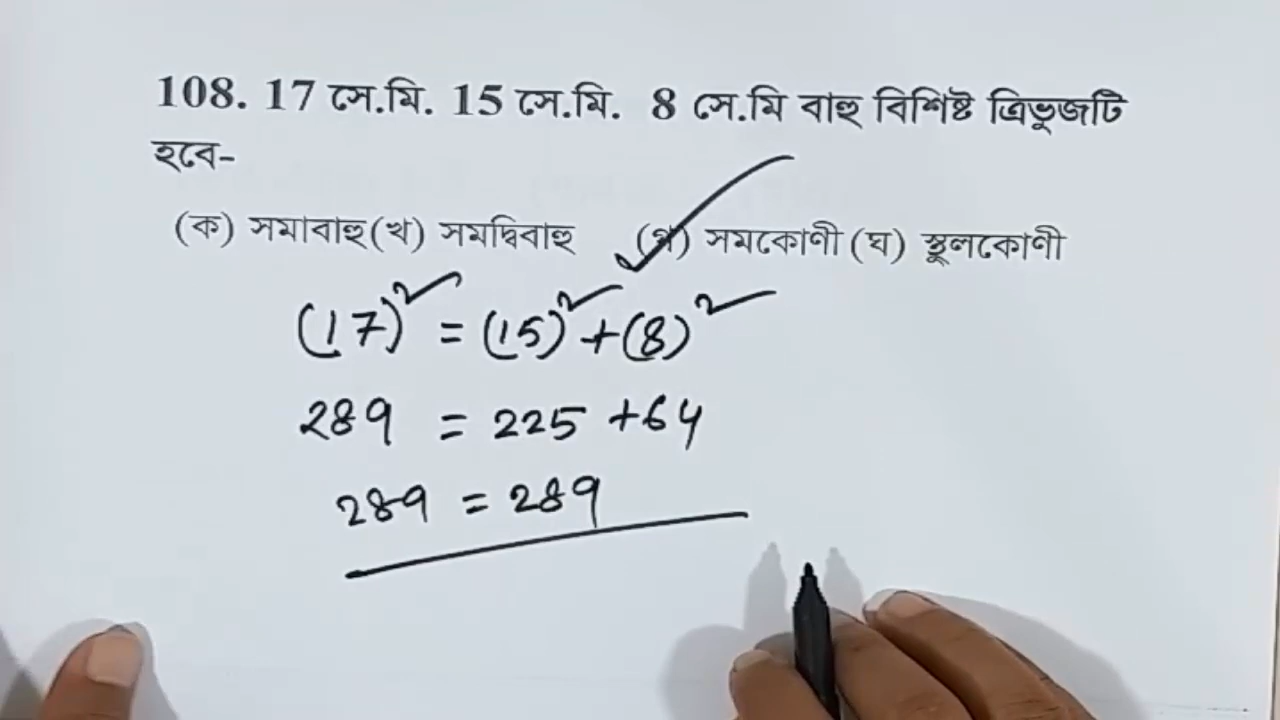 108. 17 সে.মি. 15 সে.মি. 8 সে.মি বাহু বিশিষ্ট ত্রিভুজটি
হবে-
(ক) সমাবাহু (খ) সমদ্বিবাহু (গ) সমকোণী (ঘ) স্থূলকোণী
(17)² = (15)² + (8)²
289 = 225 + 64
289 = 289